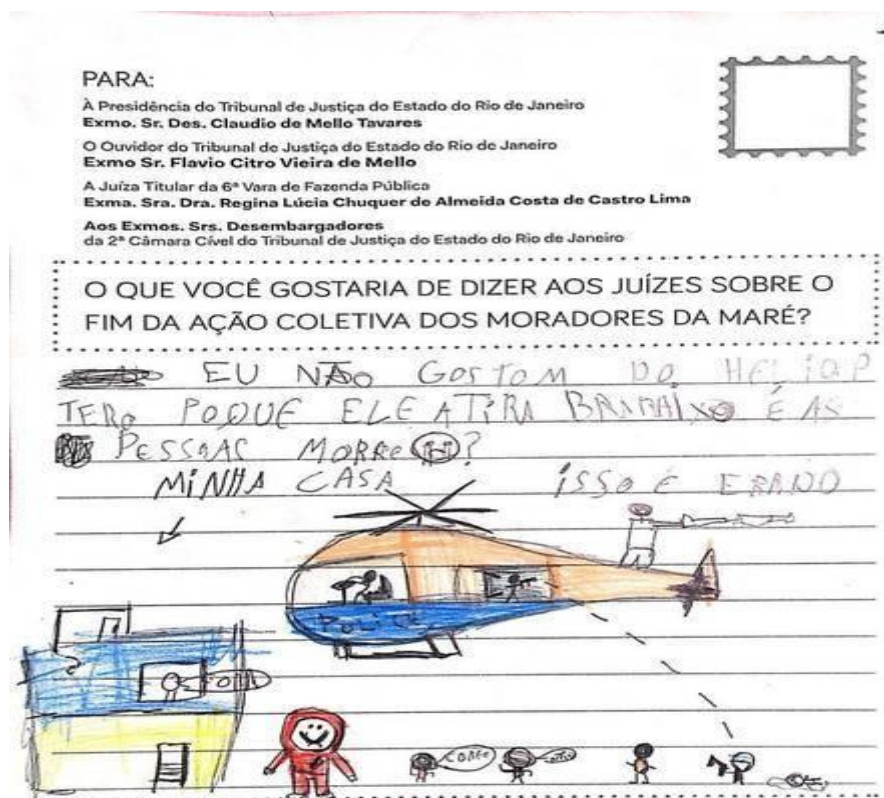 PARA:
À Presidência do Tribunal de Justiça do Estado do Rio de Janeiro
Exmo. Sr. Des. Claudio de Mello Tavares
O Ouvidor do Tribunal de Justiça do Estado do Rio de Janeiro
Exmo Sr. Flavio Citro Vieira de Mello
A Juíza Titular da 6ª Vara de Fazenda Pública
Exma. Sra. Dra. Regina Lúcia Chuquer de Almeida Costa de Castro Lima
Aos Exmos. Srs. Desembargadores
da 2ª Câmara Cível do Tribunal de Justiça do Estado do Rio de Janeiro
O QUE VOCÊ GOSTARIA DE DIZER AOS JUÍZES SOBRE O
FIM DA AÇÃO COLETIVA DOS MORADORES DA MARÉ?
EU NÃO GOSTOM DO HELIOP
TERO POQUE ELE ATIRA BRABAIXO É AS
PESSOAS MORRE?
MINHA CASA ISSO É ERADO
POLICE
CORRE